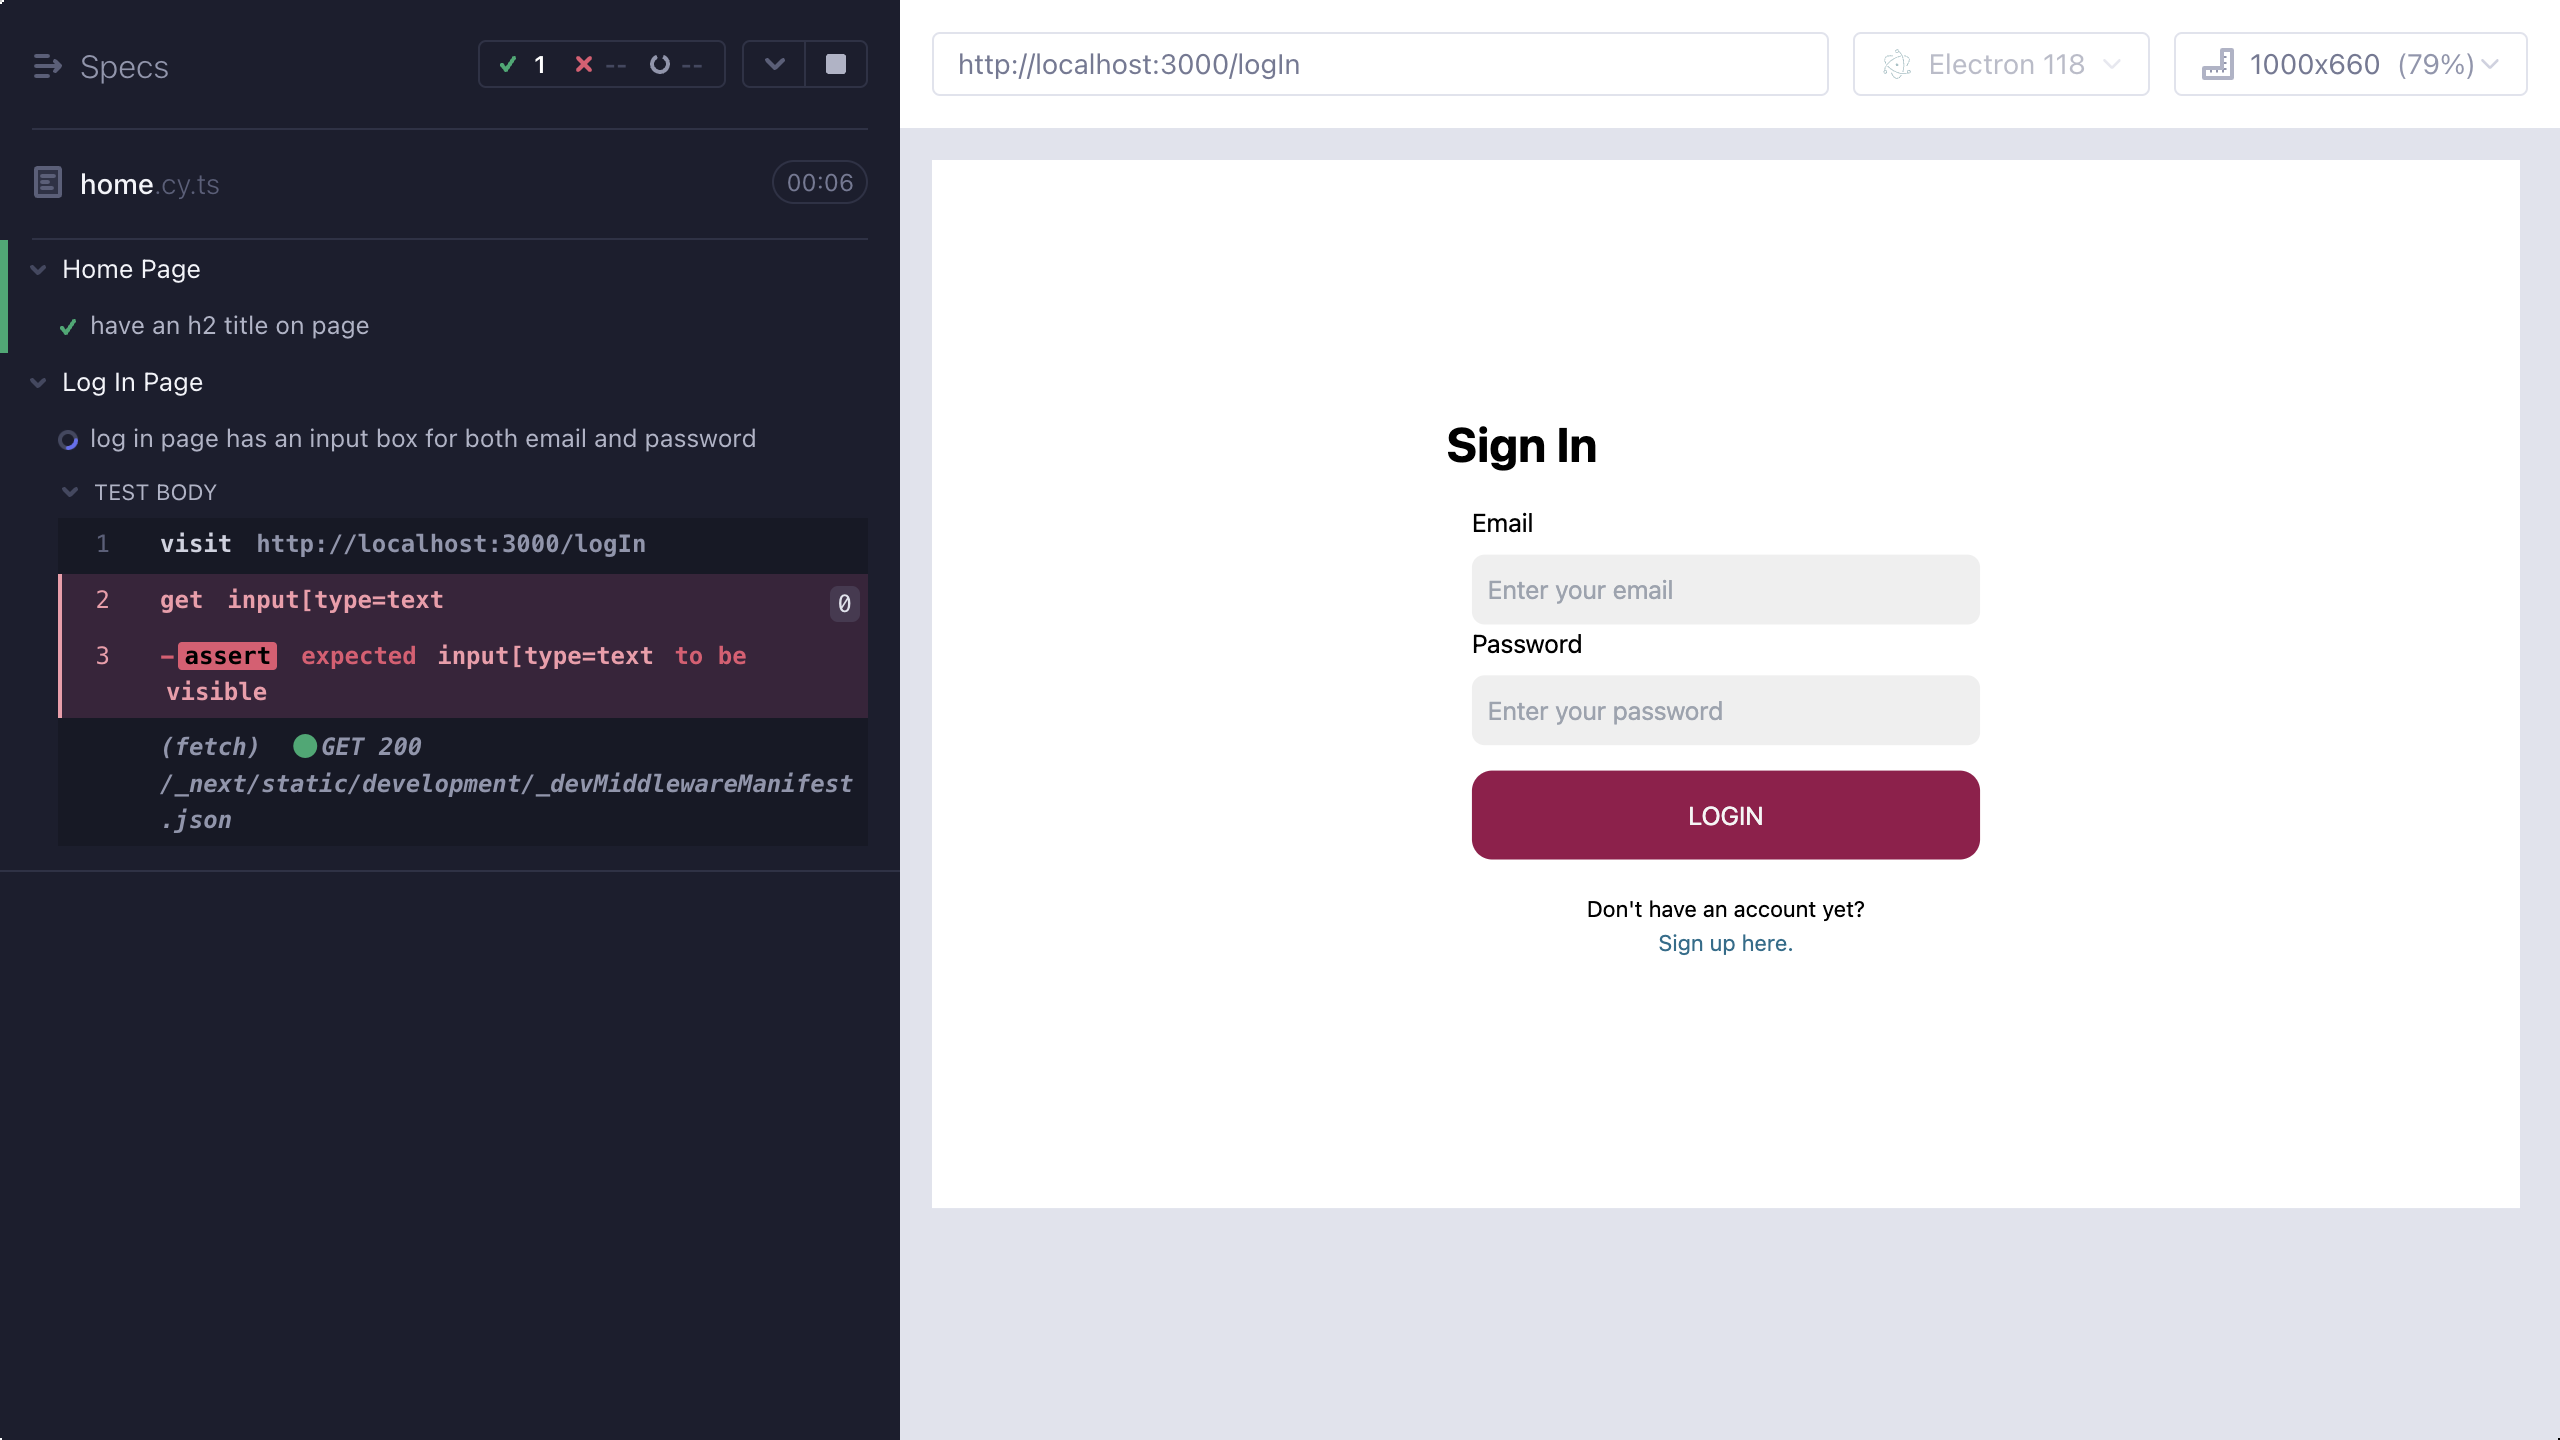 Specs
1 -- --
home.cy.ts
00:06
Home Page
have an h2 title on page
Log In Page
log in page has an input box for both email and password
TEST BODY
1 visit http://localhost:3000/logIn
2 get input[type=text 0
3 -assert expected input[type=text to be
visible
(fetch) GET 200
/_next/static/development/_devMiddlewareManifest
.json
http://localhost:3000/logIn
Electron 118
1000x660 (79%)
Sign In
Email
Enter your email
Password
Enter your password
LOGIN
Don't have an account yet?
Sign up here.